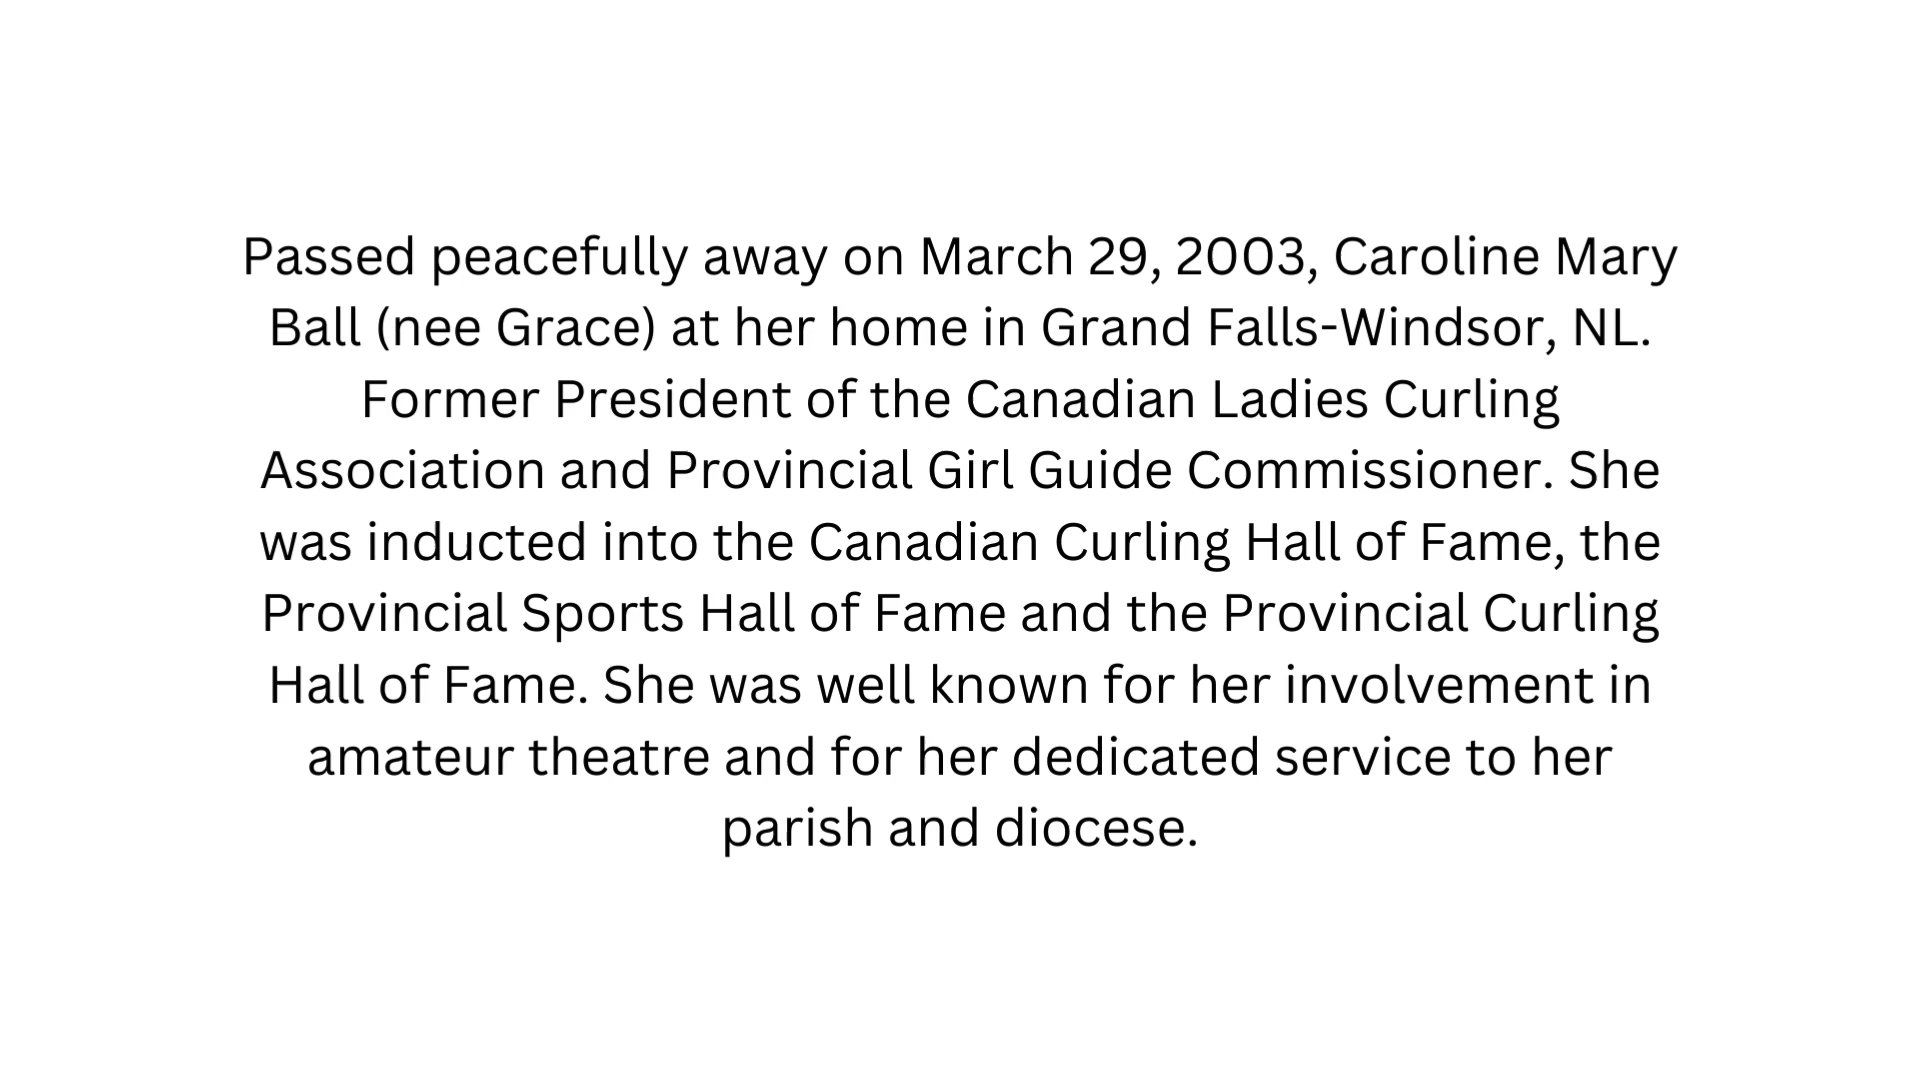 Passed peacefully away on March 29, 2003, Caroline Mary
Ball (nee Grace) at her home in Grand Falls-Windsor, NL.
Former President of the Canadian Ladies Curling
Association and Provincial Girl Guide Commissioner. She
was inducted into the Canadian Curling Hall of Fame, the
Provincial Sports Hall of Fame and the Provincial Curling
Hall of Fame. She was well known for her involvement in
amateur theatre and for her dedicated service to her
parish and diocese.